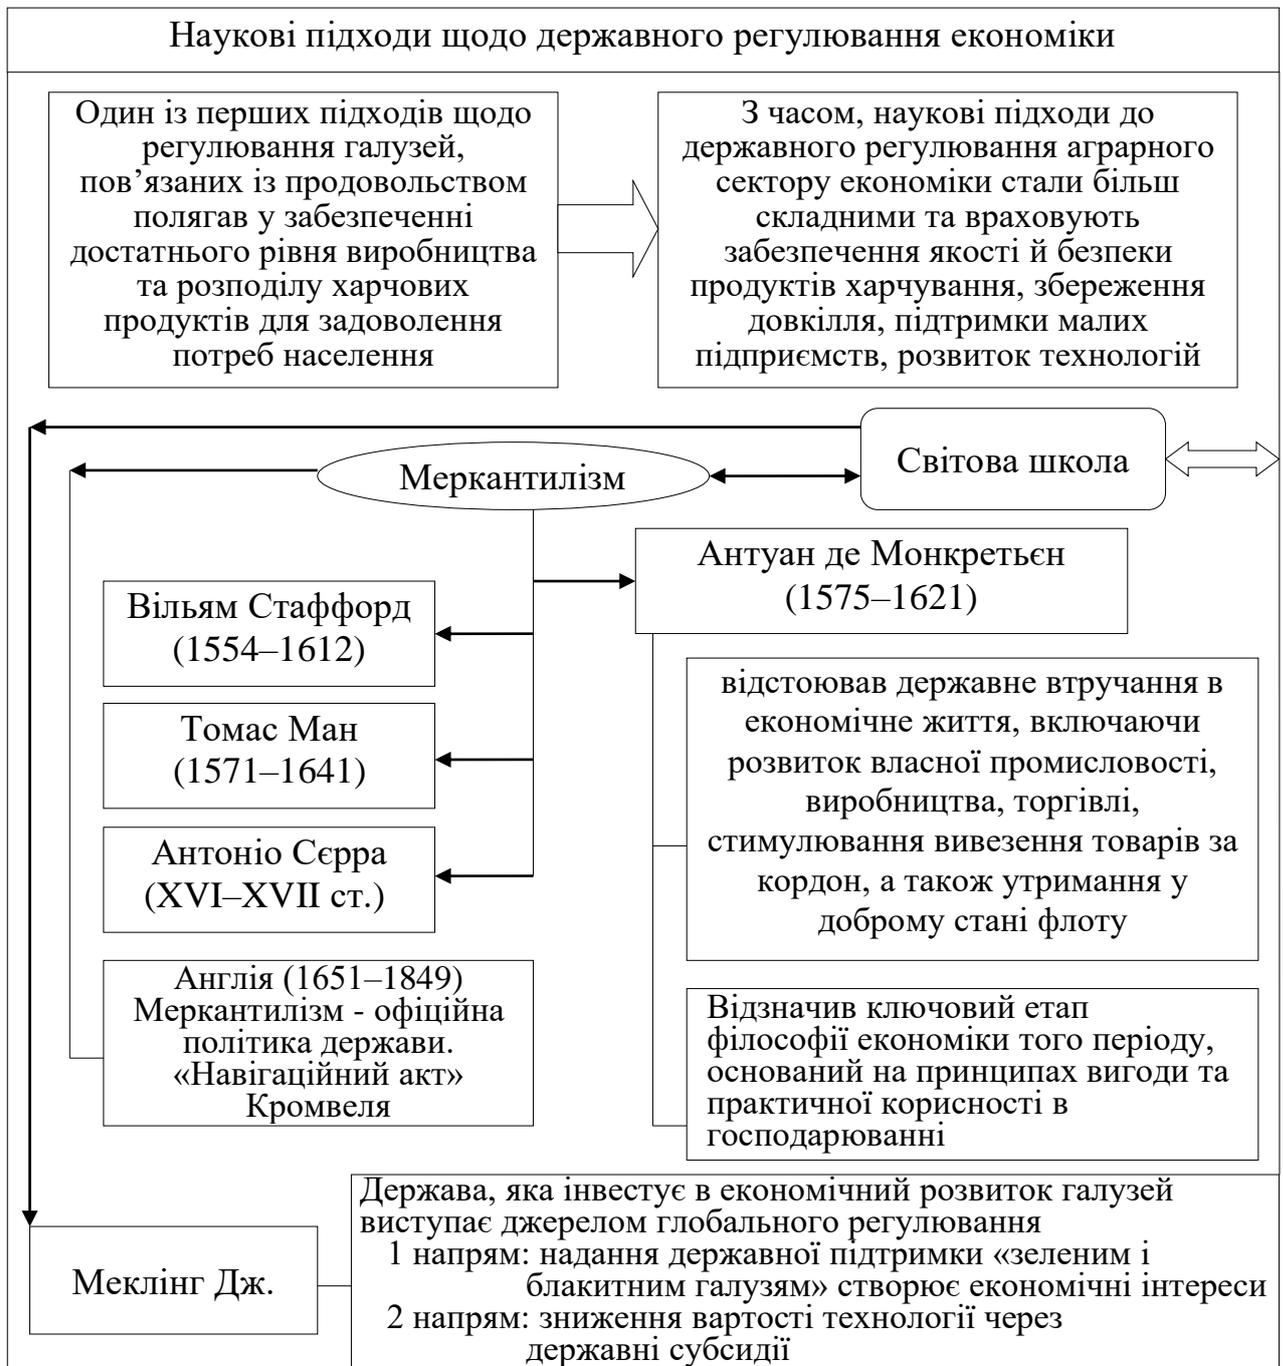 Наукові підходи щодо державного регулювання економіки
Один із перших підходів щодо
регулювання галузей,
пов’язаних із продовольством
полягав у забезпеченні
достатнього рівня виробництва
та розподілу харчових
продуктів для задоволення
потреб населення
З часом, наукові підходи до
державного регулювання аграрного
сектору економіки стали більш
складними та враховують
забезпечення якості й безпеки
продуктів харчування, збереження
довкілля, підтримки малих
підприємств, розвиток технологій
Світова школа
Меркантилізм
Антуан де Монкретьєн
(1575–1621)
Вільям Стаффорд
(1554–1612)
Томас Ман
(1571–1641)
Антоніо Сєрра
(XVI–XVII ст.)
Англія (1651–1849)
Меркантилізм - офіційна
політика держави.
«Навігаційний акт»
Кромвеля
відстоював державне втручання в
економічне життя, включаючи
розвиток власної промисловості,
виробництва, торгівлі,
стимулювання вивезення товарів за
кордон, а також утримання у
доброму стані флоту
Відзначив ключовий етап
філософії економіки того періоду,
оснований на принципах вигоди та
практичної корисності в
господарюванні
Меклінг Дж.
Держава, яка інвестує в економічний розвиток галузей
виступає джерелом глобального регулювання
1 напрям: надання державної підтримки «зеленим і
блакитним галузям» створює економічні інтереси
2 напрям: зниження вартості технології через
державні субсидії